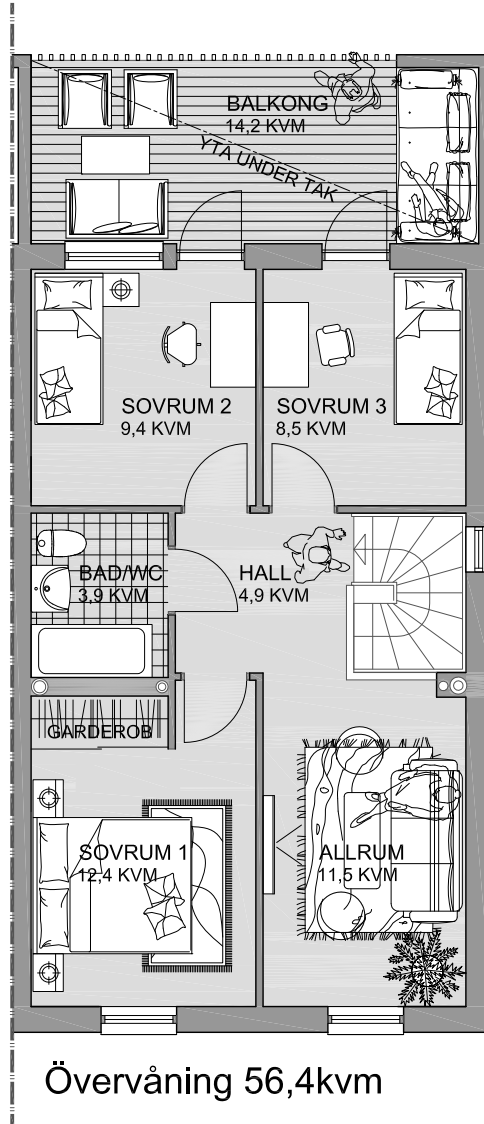 BALKONG
14,2 KVM
YTA UNDER TAK
SOVRUM 2
9,4 KVM
SOVRUM 3
8,5 KVM
BAD/WC
3,9 KVM
HALL
4,9 KVM
GARDEROB
SOVRUM 1
12,4 KVM
ALLRUM
11,5 KVM
Övervåning 56,4kvm